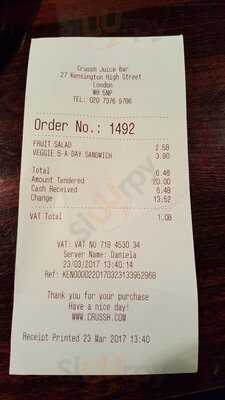 Crussh Juice Bar
27 Kensington High Street
London
W8 5NP
TEL: 020 7376 9786
Order No.: 1492
FRUIT SALAD 2.58
VEGGIE 5-A-DAY SANDWICH 3.90
Total 6.48
Amount Tendered 20.00
Cash Received 6.48
Change 13.52
VAT Total 1.08
VAT: VAT NO 718 4530 34
Server Name: Daniela
23/03/2017 13:40:14
Ref: KEN0000220170323133952968
Thank you for your purchase
Have a nice day!
WWW.CRUSSH.COM
Receipt Printed 23 Mar 2017 13:40